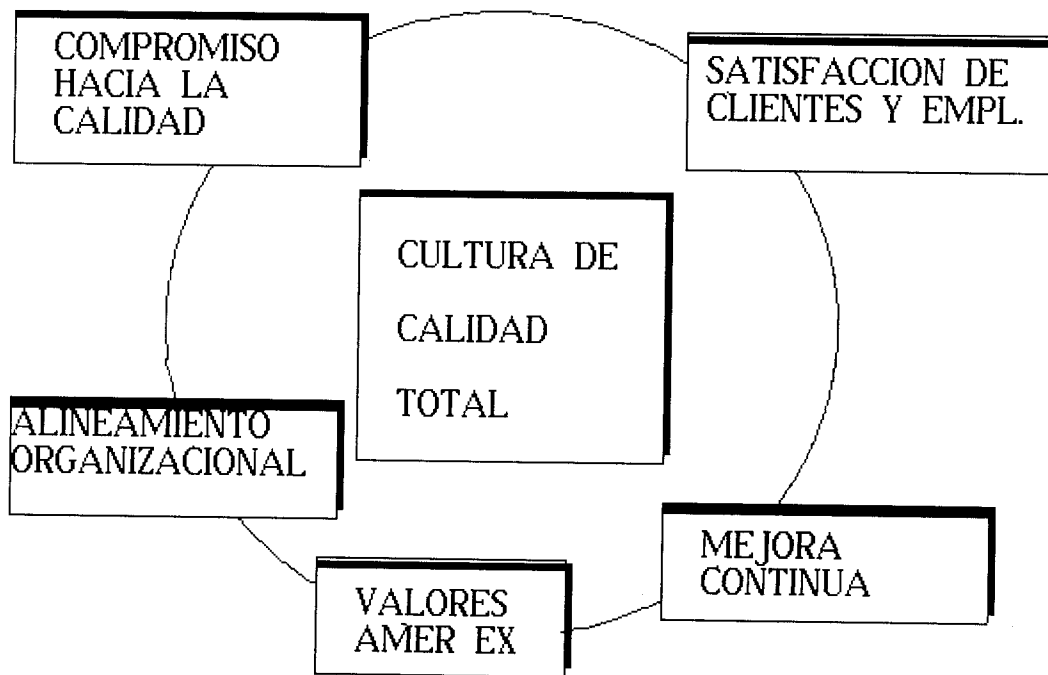 COMPROMISO
HACIA LA
CALIDAD
SATISFACCION DE
CLIENTES Y EMPL.
CULTURA DE
CALIDAD
TOTAL
ALINEAMIENTO
ORGANIZACIONAL
MEJORA
CONTINUA
VALORES
AMER EX